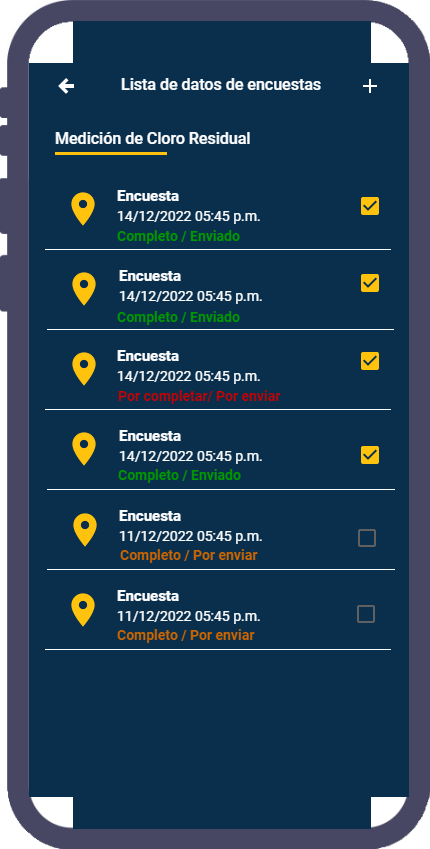 Lista de datos de encuestas
Medición de Cloro Residual
Encuesta
14/12/2022 05:45 p.m.
Completo / Enviado
Encuesta
14/12/2022 05:45 p.m.
Completo / Enviado
Encuesta
14/12/2022 05:45 p.m.
Por completar/ Por enviar
Encuesta
14/12/2022 05:45 p.m.
Completo / Enviado
Encuesta
11/12/2022 05:45 p.m.
Completo / Por enviar
Encuesta
11/12/2022 05:45 p.m.
Completo / Por enviar